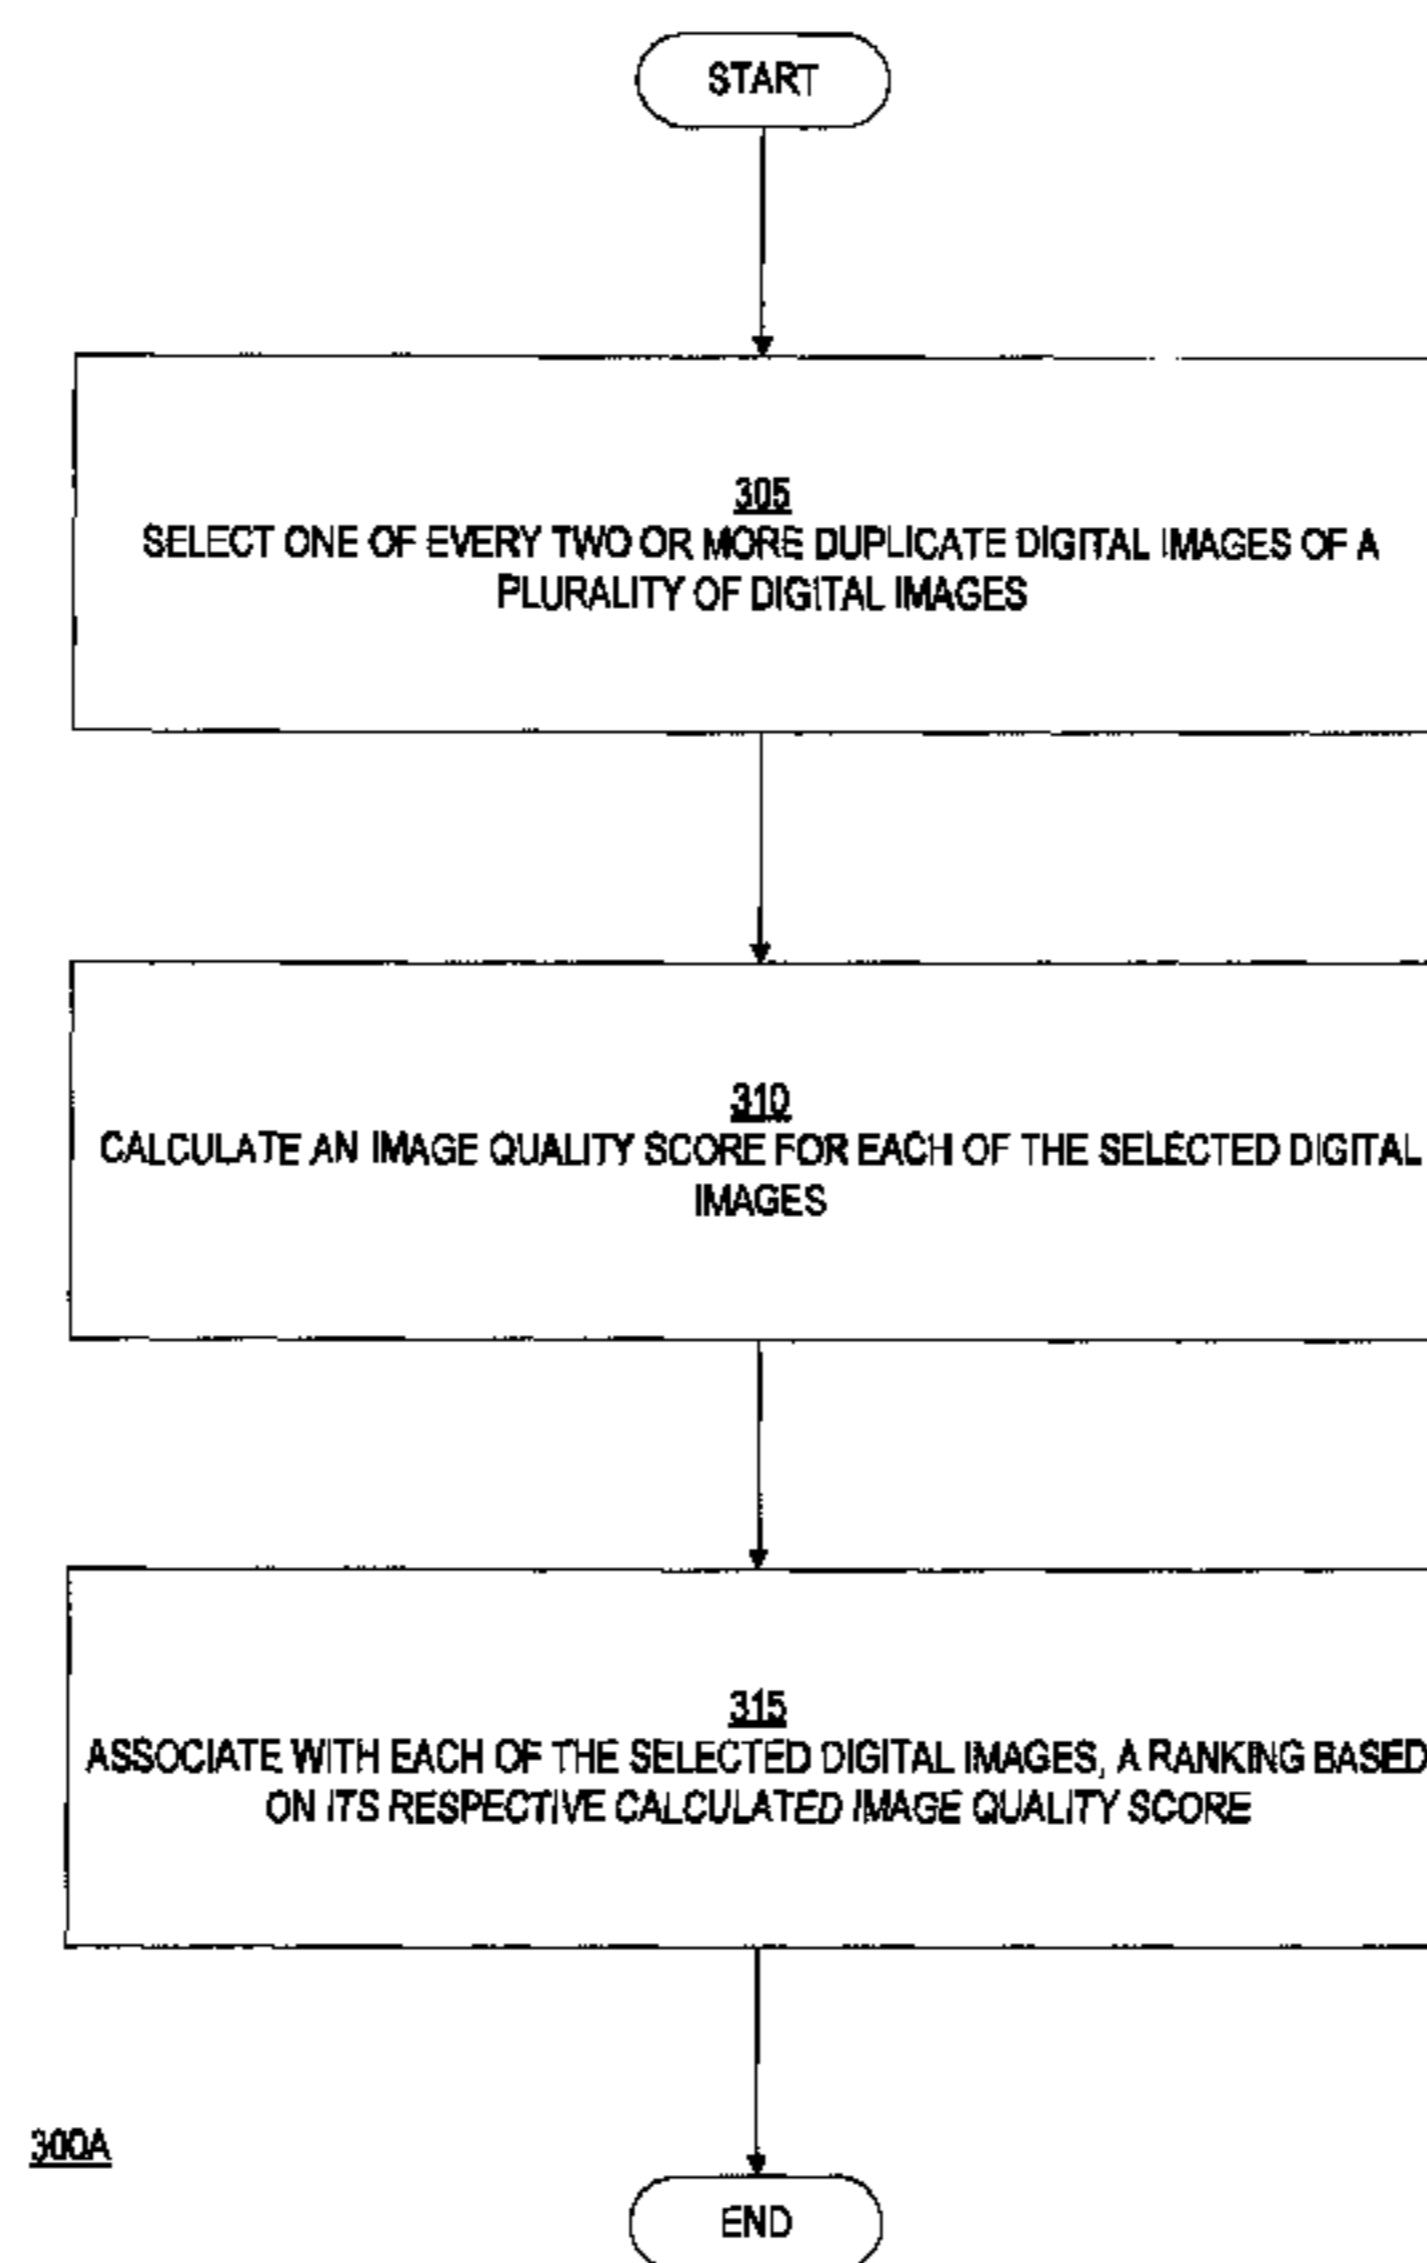 START
305
SELECT ONE OF EVERY TWO OR MORE DUPLICATE DIGITAL IMAGES OF A
PLURALITY OF DIGITAL IMAGES
310
CALCULATE AN IMAGE QUALITY SCORE FOR EACH OF THE SELECTED DIGITAL
IMAGES
315
ASSOCIATE WITH EACH OF THE SELECTED DIGITAL IMAGES, A RANKING BASED
ON ITS RESPECTIVE CALCULATED IMAGE QUALITY SCORE
300A
END